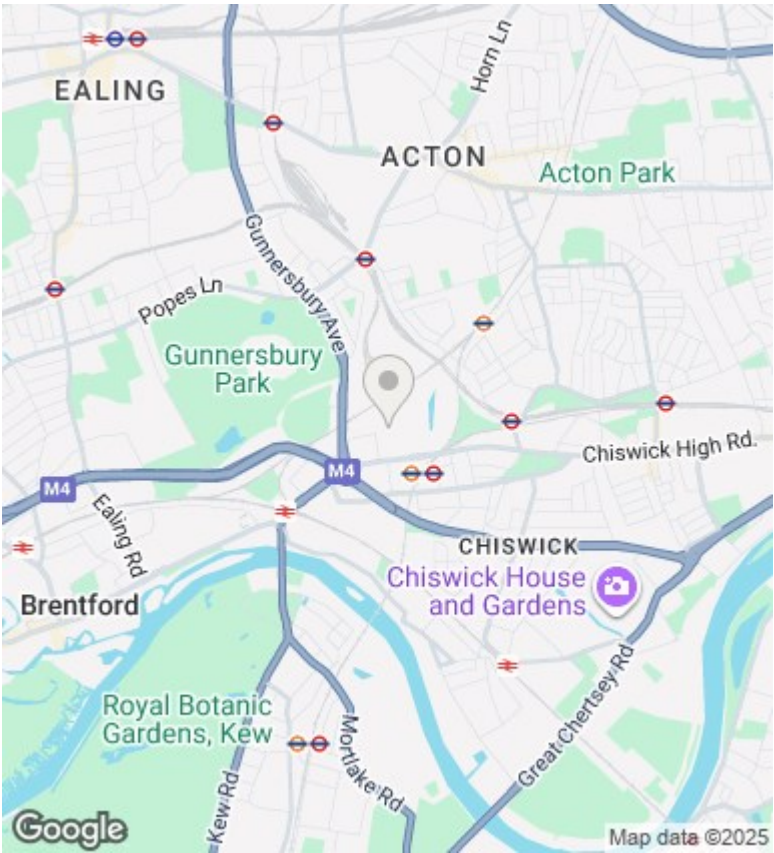 EALING
Horn Ln
ACTON
Acton Park
Gunnersbury Ave
Popes Ln
Gunnersbury
Park
Chiswick High Rd.
M4
M4
Ealing Rd
CHISWICK
Chiswick House
and Gardens
Brentford
Royal Botanic
Gardens, Kew
Great Chertsey Rd
Mortlake Rd
Kew Rd
Google
Map data ©2025